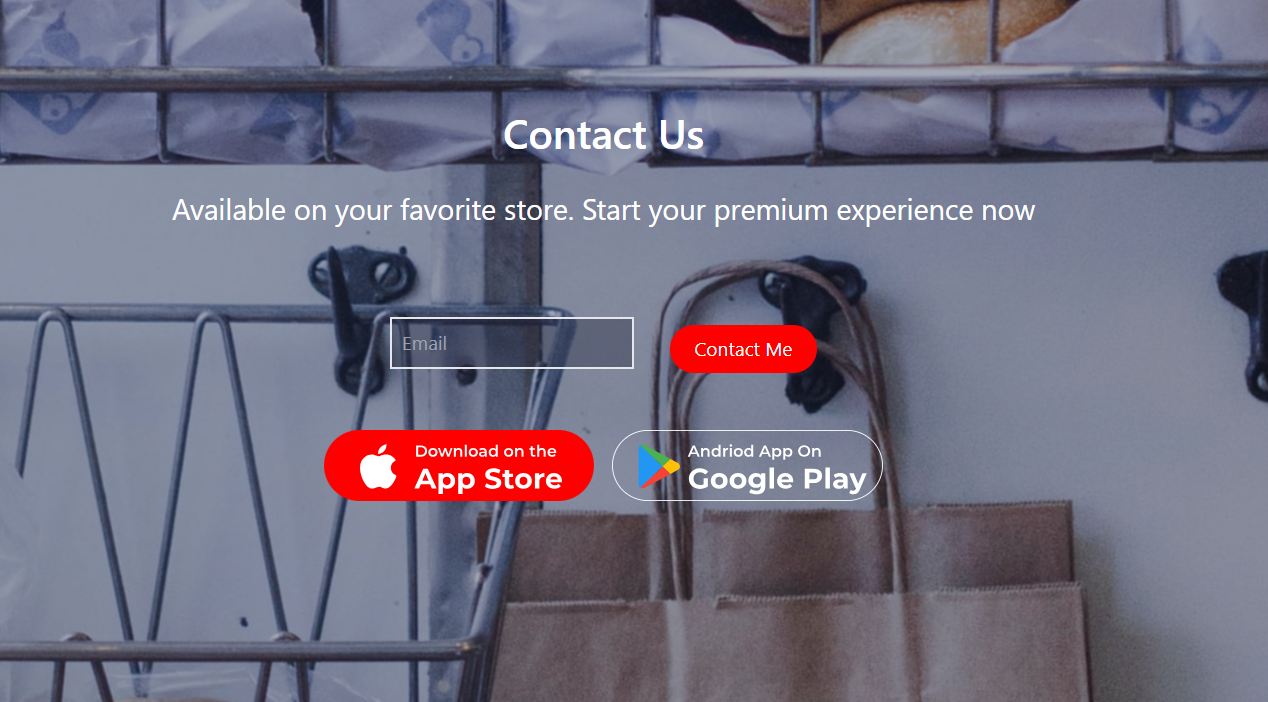 Contact Us
Available on your favorite store. Start your premium experience now
Email
Contact Me
Download on the
App Store
Andriod App On
Google Play